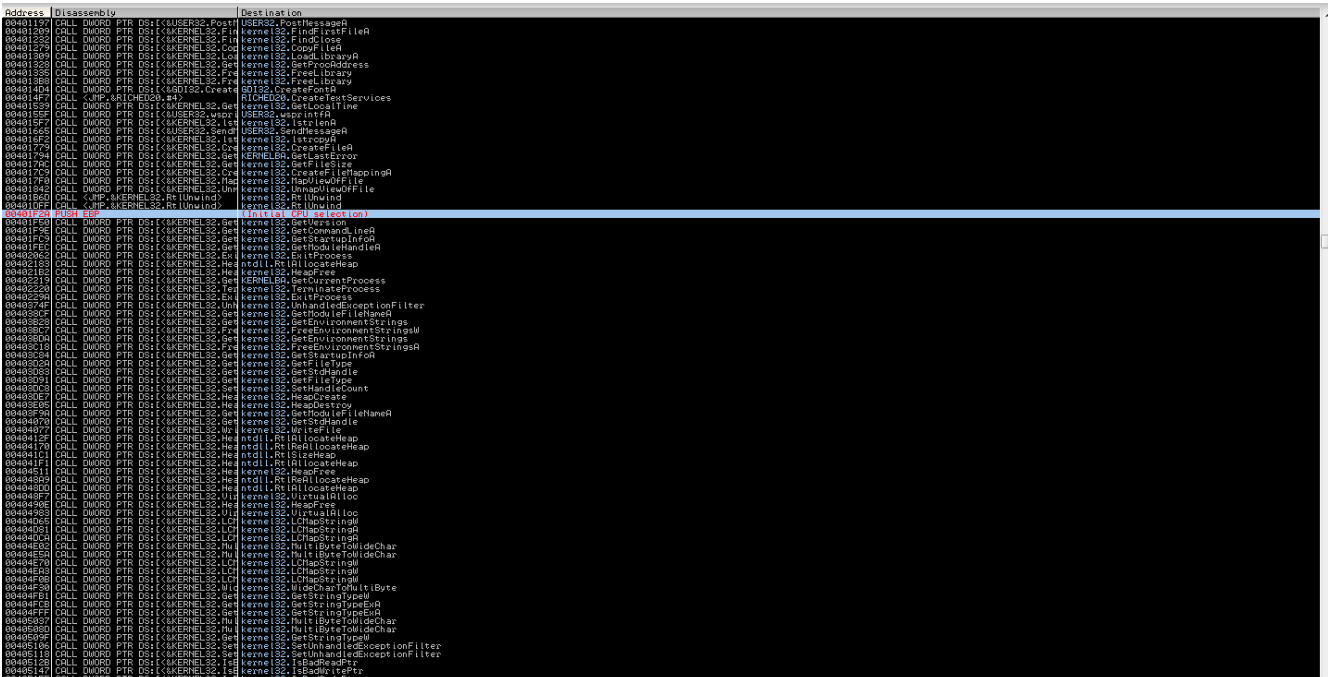 Address Disassembly Destination
00401197 CALL DWORD PTR DS:[<&USER32.PostM USER32.PostMessageA
00401209 CALL DWORD PTR DS:[<&KERNEL32.Fin kernel32.FindFirstFileA
00401232 CALL DWORD PTR DS:[<&KERNEL32.Fin kernel32.FindClose
00401279 CALL DWORD PTR DS:[<&KERNEL32.Cop kernel32.CopyFileA
00401309 CALL DWORD PTR DS:[<&KERNEL32.Loa kernel32.LoadLibraryA
00401328 CALL DWORD PTR DS:[<&KERNEL32.Get kernel32.GetProcAddress
00401335 CALL DWORD PTR DS:[<&KERNEL32.Fre kernel32.FreeLibrary
004013B8 CALL DWORD PTR DS:[<&KERNEL32.Fre kernel32.FreeLibrary
004014D4 CALL DWORD PTR DS:[<&GDI32.Create GDI32.CreateFontA
004014F7 CALL <JMP.&RICHED20.#4> RICHED20.CreateTextServices
00401539 CALL DWORD PTR DS:[<&KERNEL32.Get kernel32.GetLocalTime
0040155F CALL DWORD PTR DS:[<&USER32.wspri USER32.wsprintfA
004015F7 CALL DWORD PTR DS:[<&KERNEL32.lst kernel32.lstrlenA
00401665 CALL DWORD PTR DS:[<&USER32.SendM USER32.SendMessageA
004016F2 CALL DWORD PTR DS:[<&KERNEL32.lst kernel32.lstrcpyA
00401779 CALL DWORD PTR DS:[<&KERNEL32.Cre kernel32.CreateFileA
00401794 CALL DWORD PTR DS:[<&KERNEL32.Get KERNELBA.GetLastError
004017AC CALL DWORD PTR DS:[<&KERNEL32.Get kernel32.GetFileSize
004017C9 CALL DWORD PTR DS:[<&KERNEL32.Cre kernel32.CreateFileMappingA
004017F0 CALL DWORD PTR DS:[<&KERNEL32.Map kernel32.MapViewOfFile
00401842 CALL DWORD PTR DS:[<&KERNEL32.Unm kernel32.UnmapViewOfFile
00401B6D CALL <JMP.&KERNEL32.RtlUnwind> kernel32.RtlUnwind
00401DFF CALL <JMP.&KERNEL32.RtlUnwind> kernel32.RtlUnwind
00401F2A PUSH EBP (Initial CPU selection)
00401F50 CALL DWORD PTR DS:[<&KERNEL32.Get kernel32.GetVersion
00401F9E CALL DWORD PTR DS:[<&KERNEL32.Get kernel32.GetCommandLineA
00401FC9 CALL DWORD PTR DS:[<&KERNEL32.Get kernel32.GetStartupInfoA
00401FEC CALL DWORD PTR DS:[<&KERNEL32.Get kernel32.GetModuleHandleA
00402062 CALL DWORD PTR DS:[<&KERNEL32.Exi kernel32.ExitProcess
00402183 CALL DWORD PTR DS:[<&KERNEL32.Hea ntdll.RtlAllocateHeap
004021B2 CALL DWORD PTR DS:[<&KERNEL32.Hea kernel32.HeapFree
00402219 CALL DWORD PTR DS:[<&KERNEL32.Get KERNELBA.GetCurrentProcess
00402220 CALL DWORD PTR DS:[<&KERNEL32.Ter kernel32.TerminateProcess
0040229A CALL DWORD PTR DS:[<&KERNEL32.Exi kernel32.ExitProcess
0040374F CALL DWORD PTR DS:[<&KERNEL32.Unh kernel32.UnhandledExceptionFilter
004038CF CALL DWORD PTR DS:[<&KERNEL32.Get kernel32.GetModuleFileNameA
00403B28 CALL DWORD PTR DS:[<&KERNEL32.Get kernel32.GetEnvironmentStrings
00403BC7 CALL DWORD PTR DS:[<&KERNEL32.Fre kernel32.FreeEnvironmentStringsW
00403BDA CALL DWORD PTR DS:[<&KERNEL32.Get kernel32.GetEnvironmentStrings
00403C18 CALL DWORD PTR DS:[<&KERNEL32.Fre kernel32.FreeEnvironmentStringsA
00403C84 CALL DWORD PTR DS:[<&KERNEL32.Get kernel32.GetStartupInfoA
00403D2A CALL DWORD PTR DS:[<&KERNEL32.Get kernel32.GetFileType
00403D83 CALL DWORD PTR DS:[<&KERNEL32.Get kernel32.GetStdHandle
00403D91 CALL DWORD PTR DS:[<&KERNEL32.Get kernel32.GetFileType
00403DC8 CALL DWORD PTR DS:[<&KERNEL32.Set kernel32.SetHandleCount
00403DE7 CALL DWORD PTR DS:[<&KERNEL32.Hea kernel32.HeapCreate
00403E05 CALL DWORD PTR DS:[<&KERNEL32.Hea kernel32.HeapDestroy
00403F9A CALL DWORD PTR DS:[<&KERNEL32.Get kernel32.GetModuleFileNameA
00404070 CALL DWORD PTR DS:[<&KERNEL32.Get kernel32.GetStdHandle
00404077 CALL DWORD PTR DS:[<&KERNEL32.Wri kernel32.WriteFile
0040412F CALL DWORD PTR DS:[<&KERNEL32.Hea ntdll.RtlAllocateHeap
00404170 CALL DWORD PTR DS:[<&KERNEL32.Hea ntdll.RtlReAllocateHeap
004041C1 CALL DWORD PTR DS:[<&KERNEL32.Hea ntdll.RtlSizeHeap
004041F1 CALL DWORD PTR DS:[<&KERNEL32.Hea ntdll.RtlAllocateHeap
00404511 CALL DWORD PTR DS:[<&KERNEL32.Hea kernel32.HeapFree
004048A9 CALL DWORD PTR DS:[<&KERNEL32.Hea ntdll.RtlReAllocateHeap
004048DD CALL DWORD PTR DS:[<&KERNEL32.Hea ntdll.RtlAllocateHeap
004048F7 CALL DWORD PTR DS:[<&KERNEL32.Vir kernel32.VirtualAlloc
0040490E CALL DWORD PTR DS:[<&KERNEL32.Hea kernel32.HeapFree
00404983 CALL DWORD PTR DS:[<&KERNEL32.Vir kernel32.VirtualAlloc
00404D65 CALL DWORD PTR DS:[<&KERNEL32.LCM kernel32.LCMapStringW
00404D81 CALL DWORD PTR DS:[<&KERNEL32.LCM kernel32.LCMapStringA
00404DCA CALL DWORD PTR DS:[<&KERNEL32.LCM kernel32.LCMapStringA
00404E02 CALL DWORD PTR DS:[<&KERNEL32.Mul kernel32.MultiByteToWideChar
00404E5A CALL DWORD PTR DS:[<&KERNEL32.Mul kernel32.MultiByteToWideChar
00404E70 CALL DWORD PTR DS:[<&KERNEL32.LCM kernel32.LCMapStringW
00404EA3 CALL DWORD PTR DS:[<&KERNEL32.LCM kernel32.LCMapStringW
00404F0B CALL DWORD PTR DS:[<&KERNEL32.LCM kernel32.LCMapStringW
00404F30 CALL DWORD PTR DS:[<&KERNEL32.Wid kernel32.WideCharToMultiByte
00404FB1 CALL DWORD PTR DS:[<&KERNEL32.Get kernel32.GetStringTypeW
00404FCB CALL DWORD PTR DS:[<&KERNEL32.Get kernel32.GetStringTypeExA
00404FFF CALL DWORD PTR DS:[<&KERNEL32.Get kernel32.GetStringTypeExA
00405037 CALL DWORD PTR DS:[<&KERNEL32.Mul kernel32.MultiByteToWideChar
0040508D CALL DWORD PTR DS:[<&KERNEL32.Mul kernel32.MultiByteToWideChar
0040509F CALL DWORD PTR DS:[<&KERNEL32.Get kernel32.GetStringTypeW
00405106 CALL DWORD PTR DS:[<&KERNEL32.Set kernel32.SetUnhandledExceptionFilter
00405118 CALL DWORD PTR DS:[<&KERNEL32.Set kernel32.SetUnhandledExceptionFilter
0040512B CALL DWORD PTR DS:[<&KERNEL32.IsB kernel32.IsBadReadPtr
00405147 CALL DWORD PTR DS:[<&KERNEL32.IsB kernel32.IsBadWritePtr